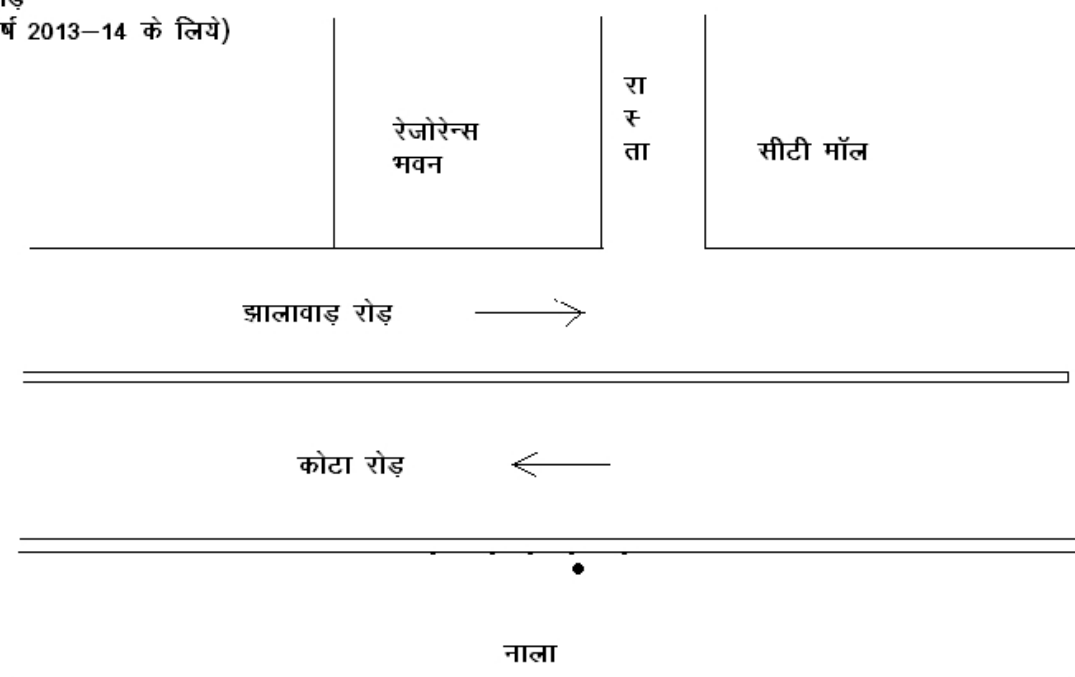 र्ष 2013–14 के लिये)
रेजोरेन्स
भवन
रा
स्
ता
सीटी मॉल
झालावाड़ रोड़
कोटा रोड़
नाला